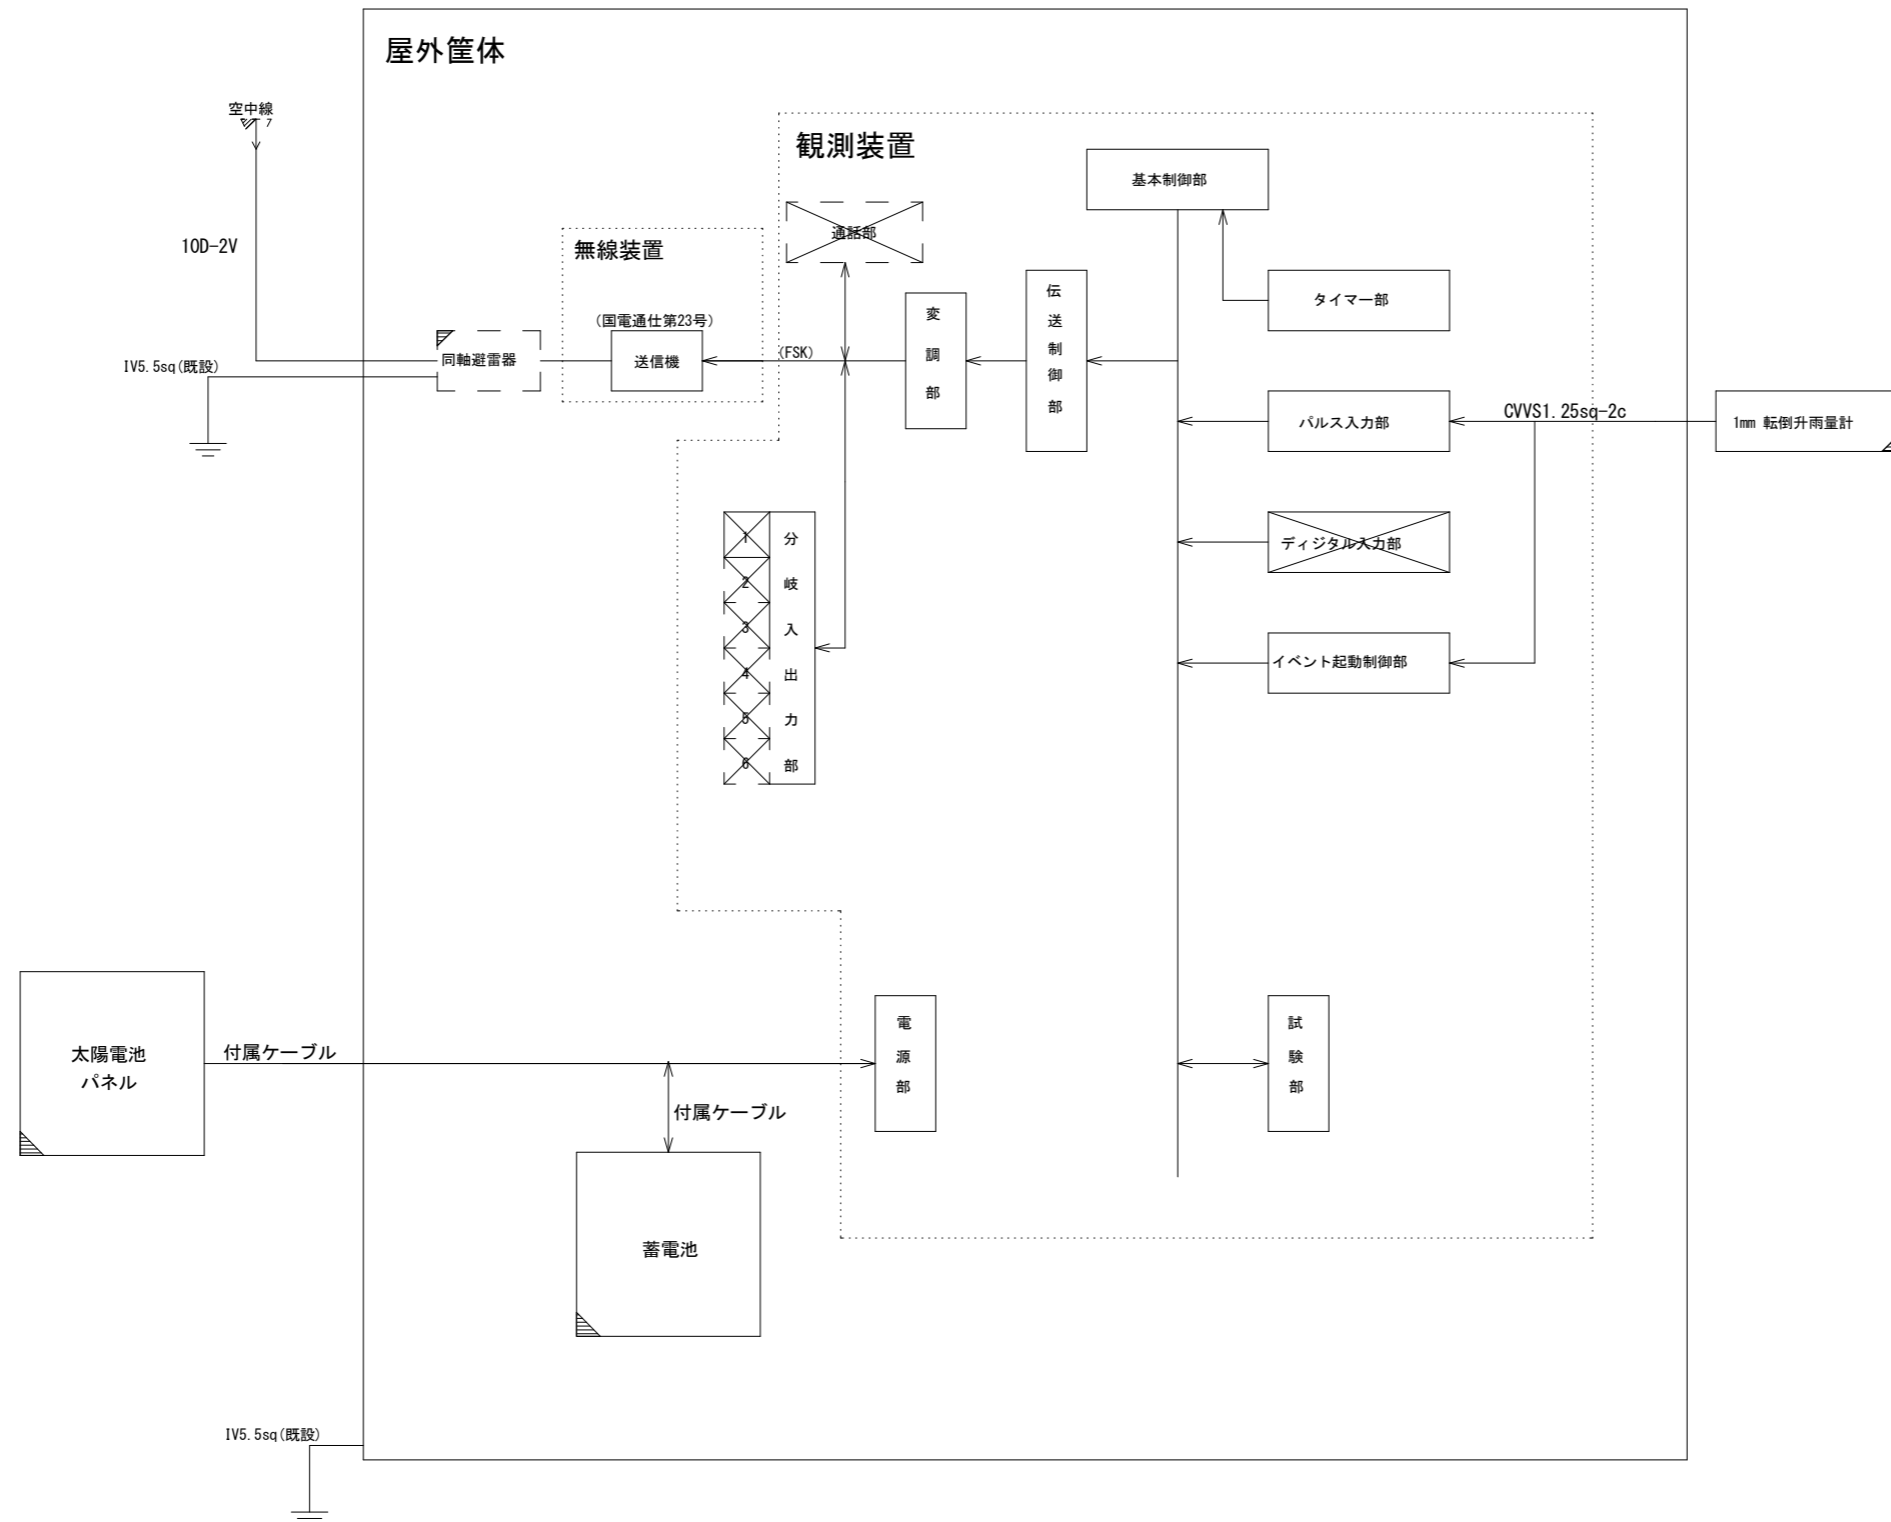 屋外筐体
空中線
観測装置
基本制御部
通話部
10D-2V
無線装置
タイマー部
(国電通仕第23号)
送信機
(FSK)
変調部
伝送制御部
同軸避雷器
IV5.5sq(既設)
パルス入力部
CVVS1.25sq-2c
1mm 転倒升雨量計
1
2
3
4
5
6
分岐入出力部
ディジタル入力部
イベント起動制御部
太陽電池
パネル
付属ケーブル
電源部
試験部
付属ケーブル
蓄電池
IV5.5sq(既設)